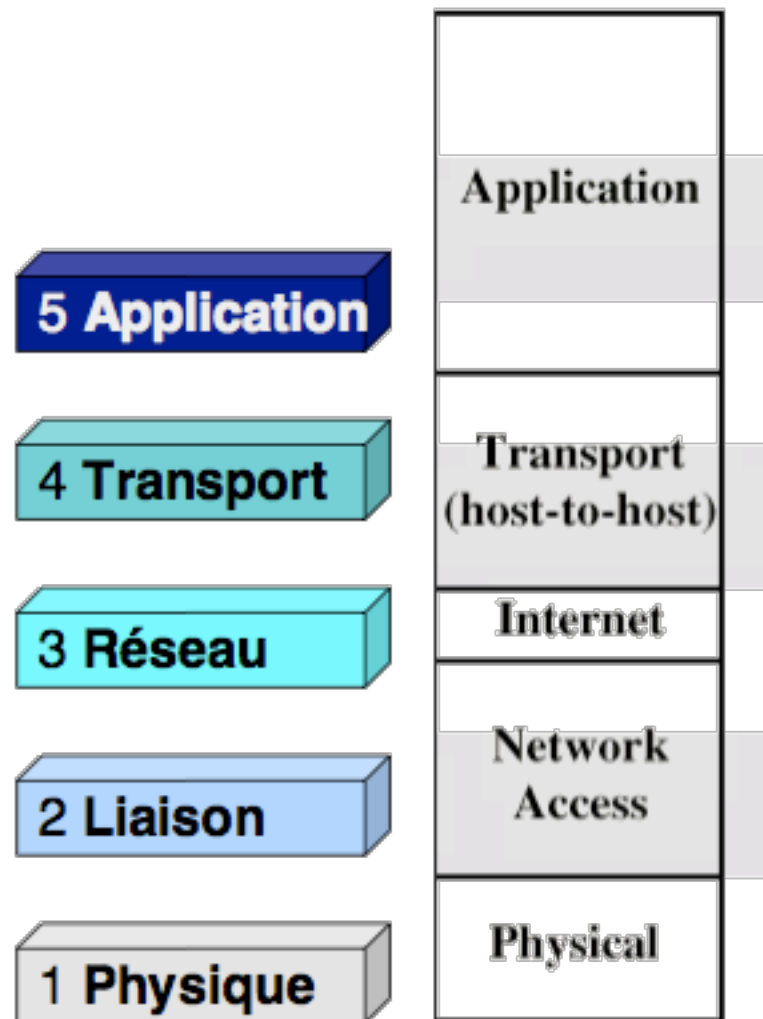 5 Application
4 Transport
3 Réseau
2 Liaison
1 Physique
Application
Transport
(host-to-host)
Internet
Network
Access
Physical